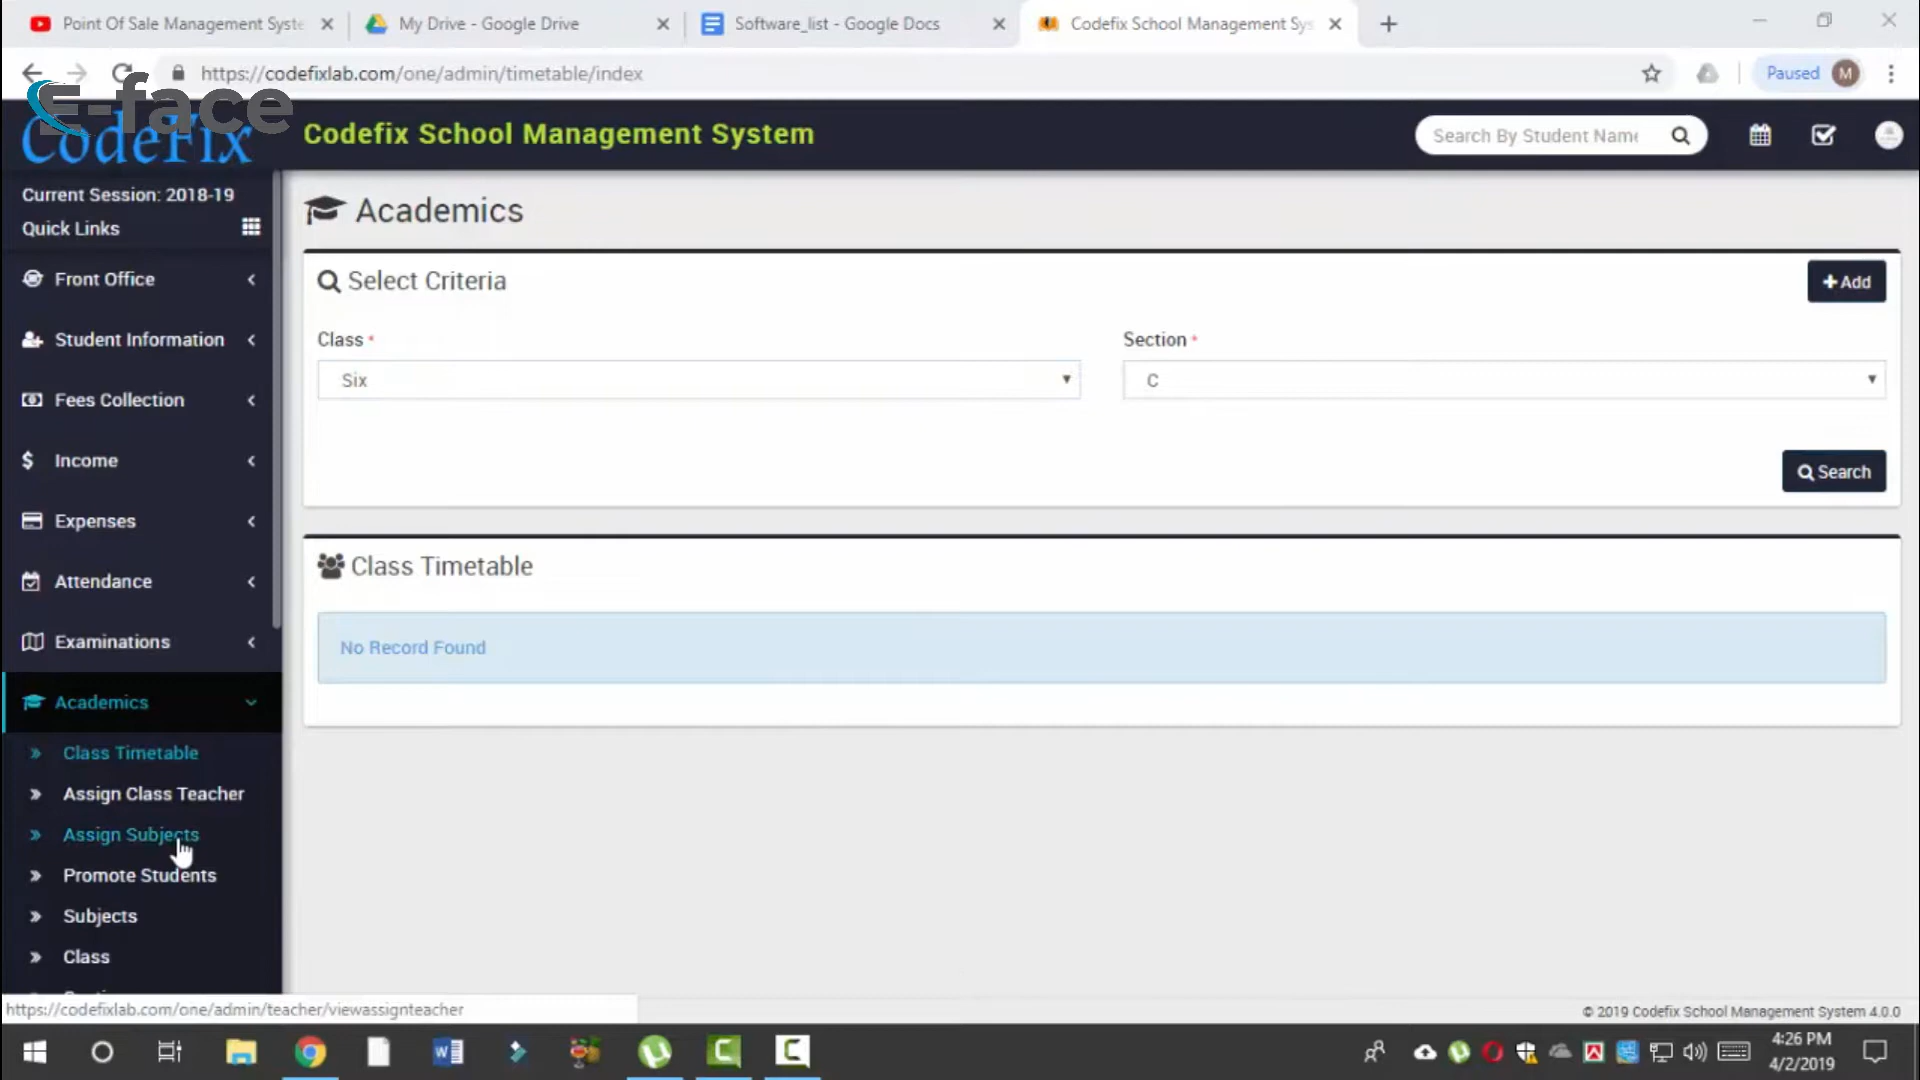 Point Of Sale Management Syste
My Drive - Google Drive
Software_list - Google Docs
Codefix School Management Sys
https://codefixlab.com/one/admin/timetable/index
Paused
M
E-face
CodeFix
Codefix School Management System
Search By Student Name
Current Session: 2018-19
Quick Links
Front Office
Student Information
Fees Collection
Income
Expenses
Attendance
Examinations
Academics
Class Timetable
Assign Class Teacher
Assign Subjects
Promote Students
Subjects
Class
Academics
Select Criteria
Add
Class *
Section *
Six
C
Search
Class Timetable
No Record Found
https://codefixlab.com/one/admin/teacher/viewassignteacher
© 2019 Codefix School Management System 4.0.0
4:26 PM
4/2/2019